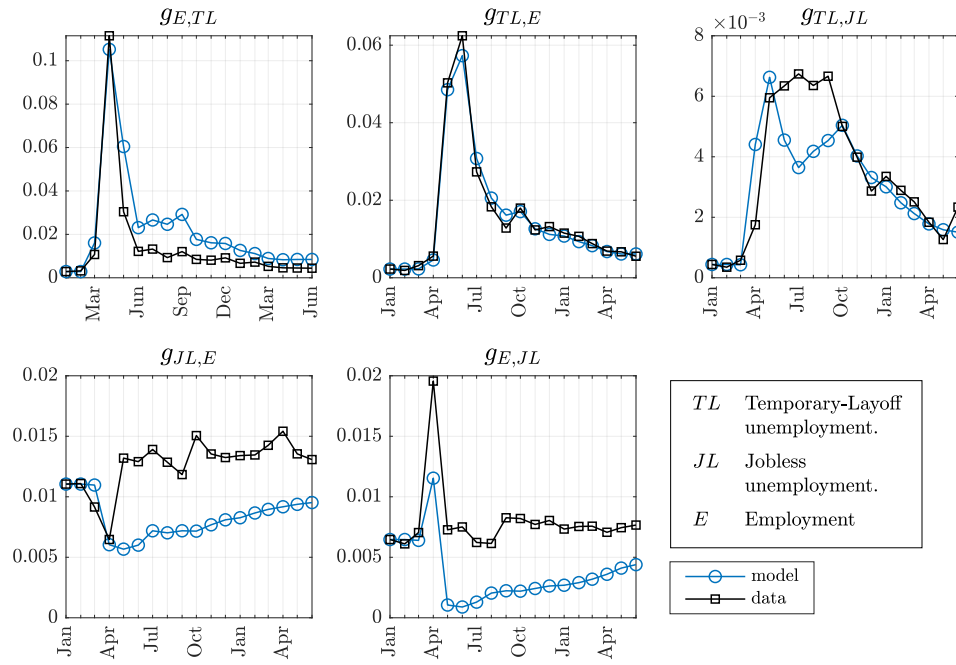 g_{E,TL}
0.1
0.08
0.06
0.04
0.02
0
Mar
Jun
Sep
Dec
Mar
Jun
g_{TL,E}
0.06
0.04
0.02
0
Jan
Apr
Jul
Oct
Jan
Apr
g_{TL,JL}
×10^{-3}
8
6
4
2
0
Jan
Apr
Jul
Oct
Jan
Apr
g_{JL,E}
0.02
0.015
0.01
0.005
0
Jan
Apr
Jul
Oct
Jan
Apr
g_{E,JL}
0.02
0.015
0.01
0.005
0
Jan
Apr
Jul
Oct
Jan
Apr
TL Temporary-Layoff
unemployment.
JL Jobless
unemployment.
E Employment
model
data